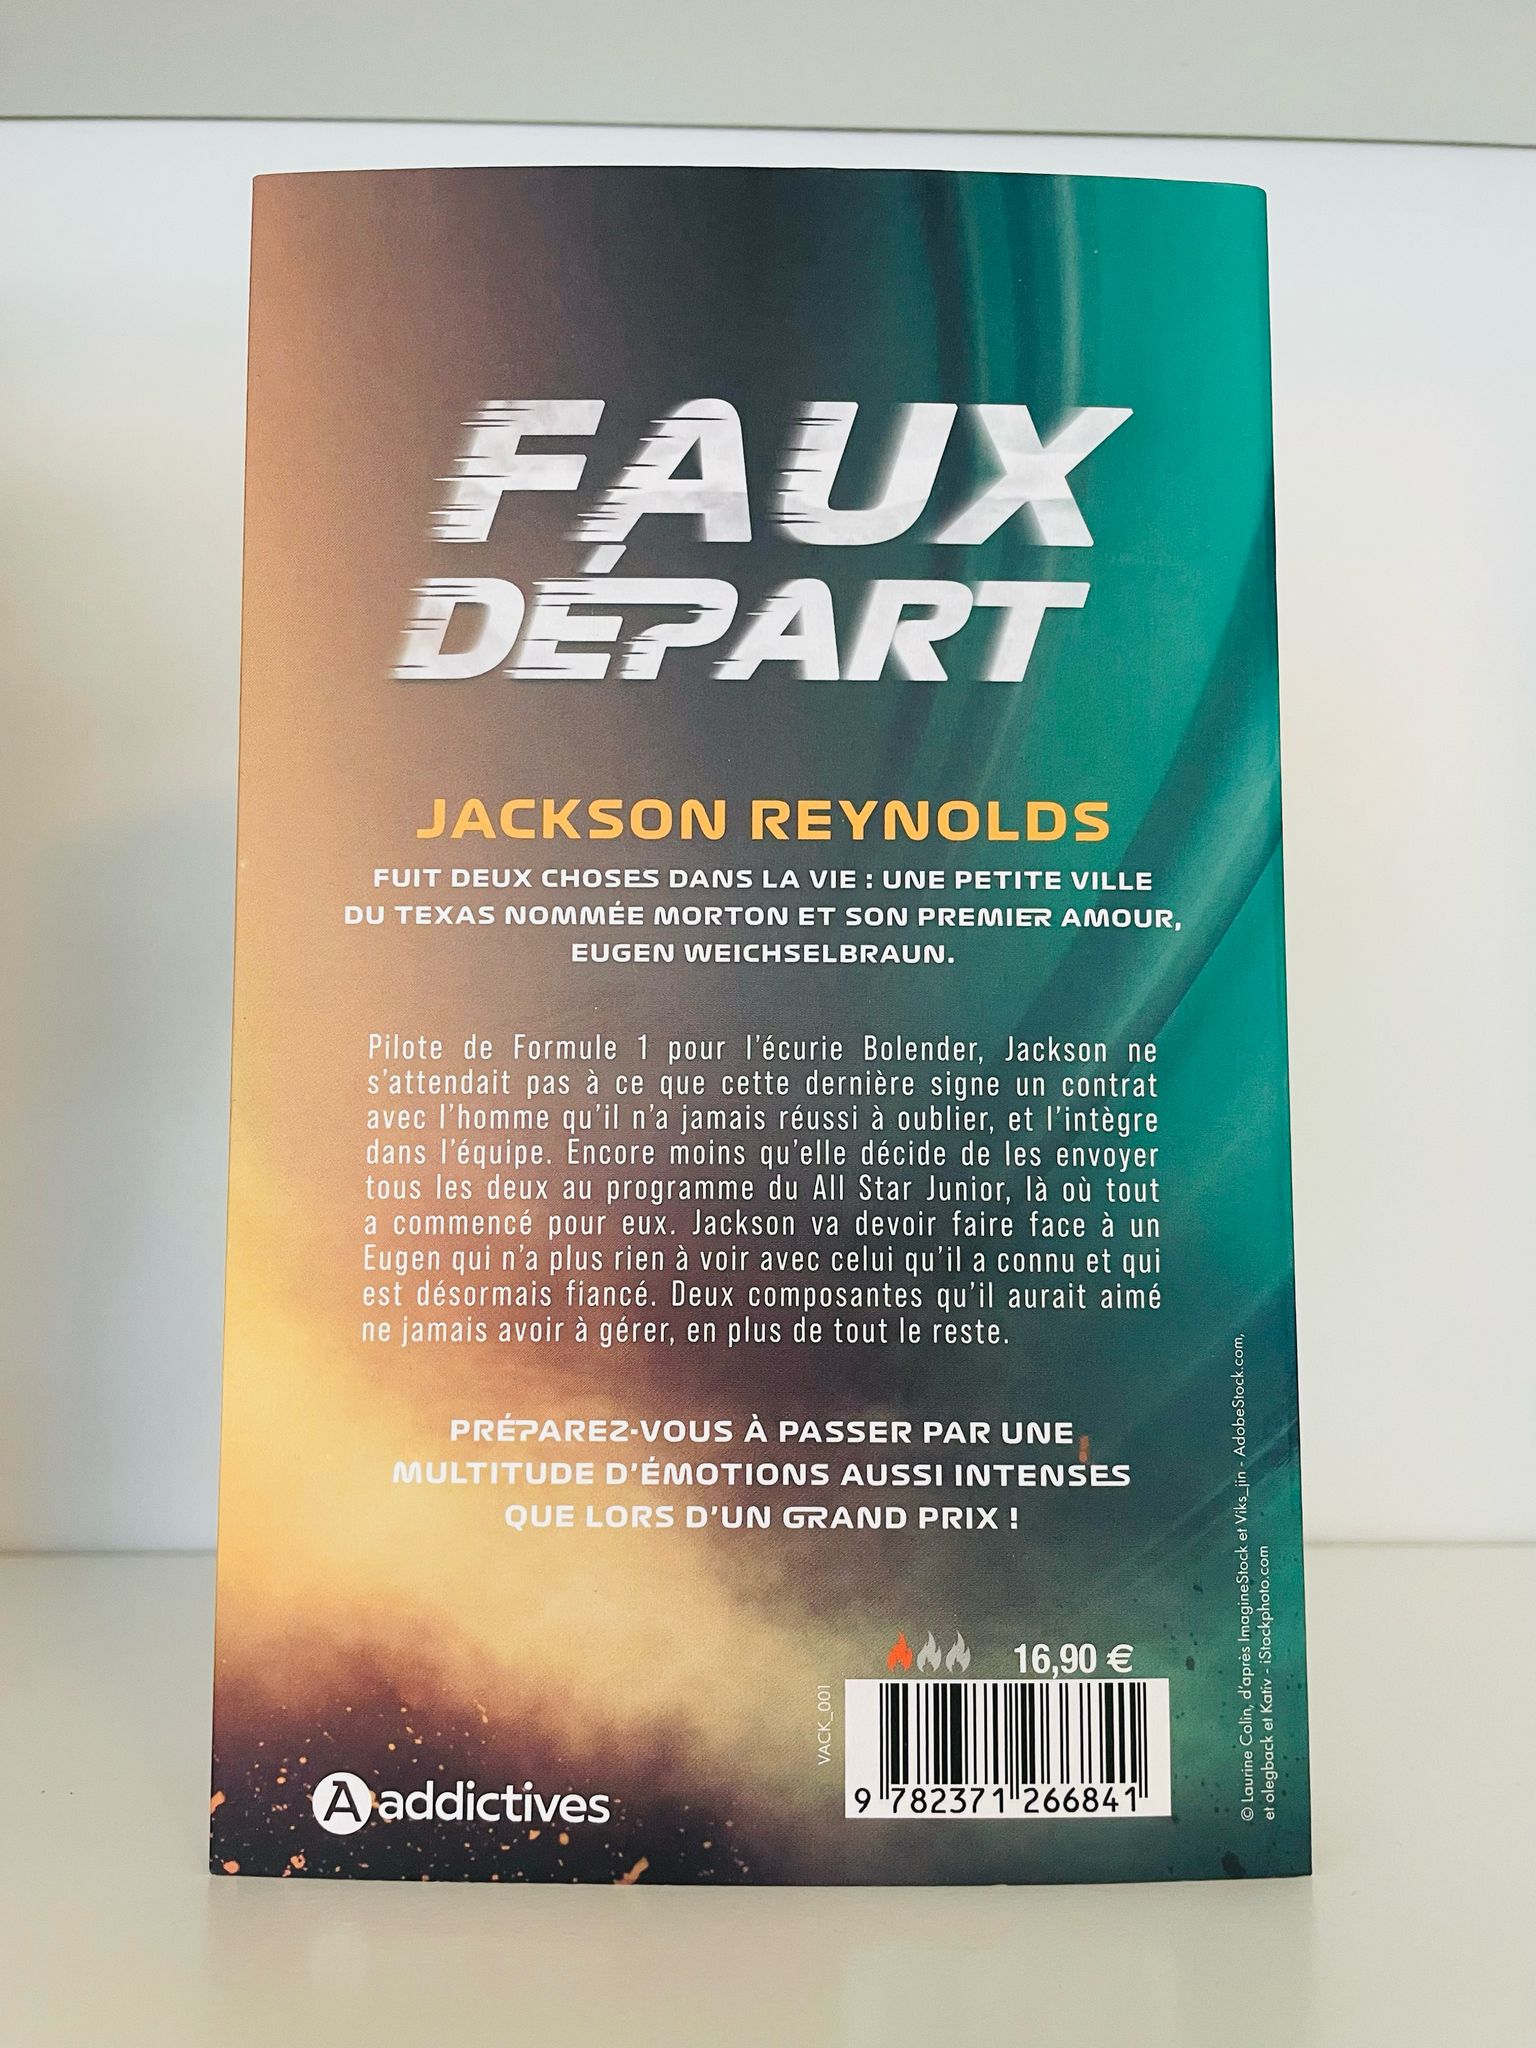 FAUX
DÉPART
JACKSON REYNOLDS
FUIT DEUX CHOSES DANS LA VIE : UNE PETITE VILLE
DU TEXAS NOMMÉE MORTON ET SON PREMIER AMOUR,
EUGEN WEICHSELBRAUN.
Pilote de Formule 1 pour l'écurie Bolender, Jackson ne
s'attendait pas à ce que cette dernière signe un contrat
avec l'homme qu'il n'a jamais réussi à oublier, et l'intègre
dans l'équipe. Encore moins qu'elle décide de les envoyer
tous les deux au programme du All Star Junior, là où tout
a commencé pour eux. Jackson va devoir faire face à un
Eugen qui n'a plus rien à voir avec celui qu'il a connu et qui
est désormais fiancé. Deux composantes qu'il aurait aimé
ne jamais avoir à gérer, en plus de tout le reste.
PRÉPAREZ-VOUS À PASSER PAR UNE
MULTITUDE D'ÉMOTIONS AUSSI INTENSES
QUE LORS D'UN GRAND PRIX !
16,90 €
VACK_001
9 782371 266841
A addictives
© Laurine Colin, d'après ImagineStock et Viks_jin - AdobeStock.com,
et olegback et Kativ - iStockphoto.com